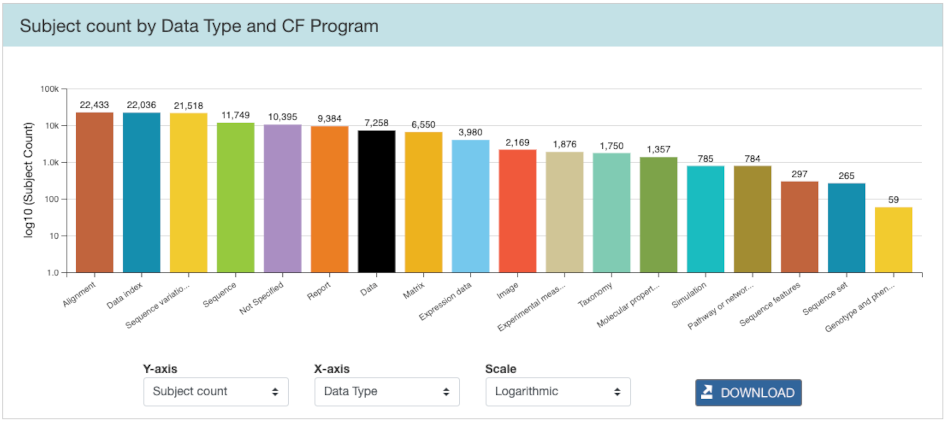 Subject count by Data Type and CF Program
log10 (Subject Count)
100k
10k
1.0k
100
10
1.0
22,433
22,036
21,518
11,749
10,395
9,384
7,258
6,550
3,980
2,169
1,876
1,750
1,357
785
784
297
265
59
Alignment
Data index
Sequence variatio...
Sequence
Not Specified
Report
Data
Matrix
Expression data
Image
Experimental meas...
Taxonomy
Molecular propert...
Simulation
Pathway or networ...
Sequence features
Sequence set
Genotype and phen...
Y-axis
Subject count
X-axis
Data Type
Scale
Logarithmic
DOWNLOAD